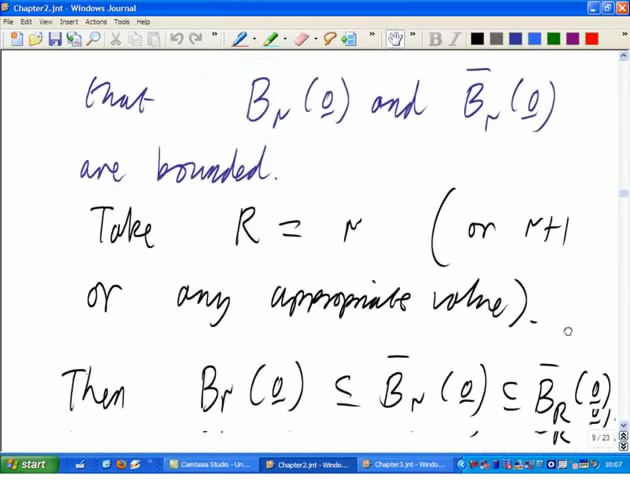 Chapter2.jnt - Windows Journal
File Edit View Insert Actions Tools Help
B I
that B_r(0̲) and B̅_r(0̲)
are bounded.
Take R = r (or r+1
or any appropriate value).
Then B_r(0̲) ⊆ B̅_r(0̲) ⊆ B̅_R(0̲)
9 / 23
start Camtasia Studio - Un... Chapter2.jnt - Windo... Chapter3.jnt - Windo... 10:07